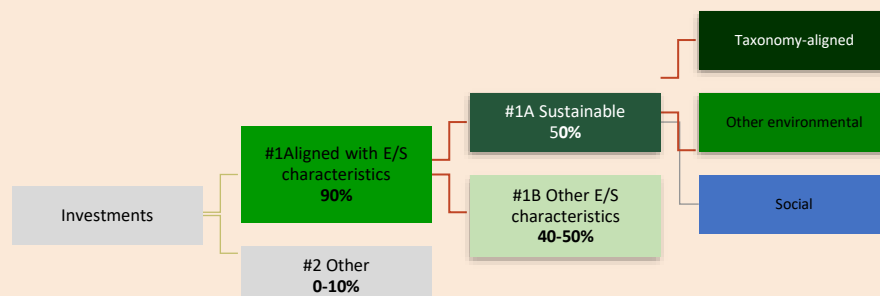 Taxonomy-aligned
#1A Sustainable
50%
Other environmental
#1Aligned with E/S
characteristics
90%
#1B Other E/S
characteristics
40-50%
Social
Investments
#2 Other
0-10%